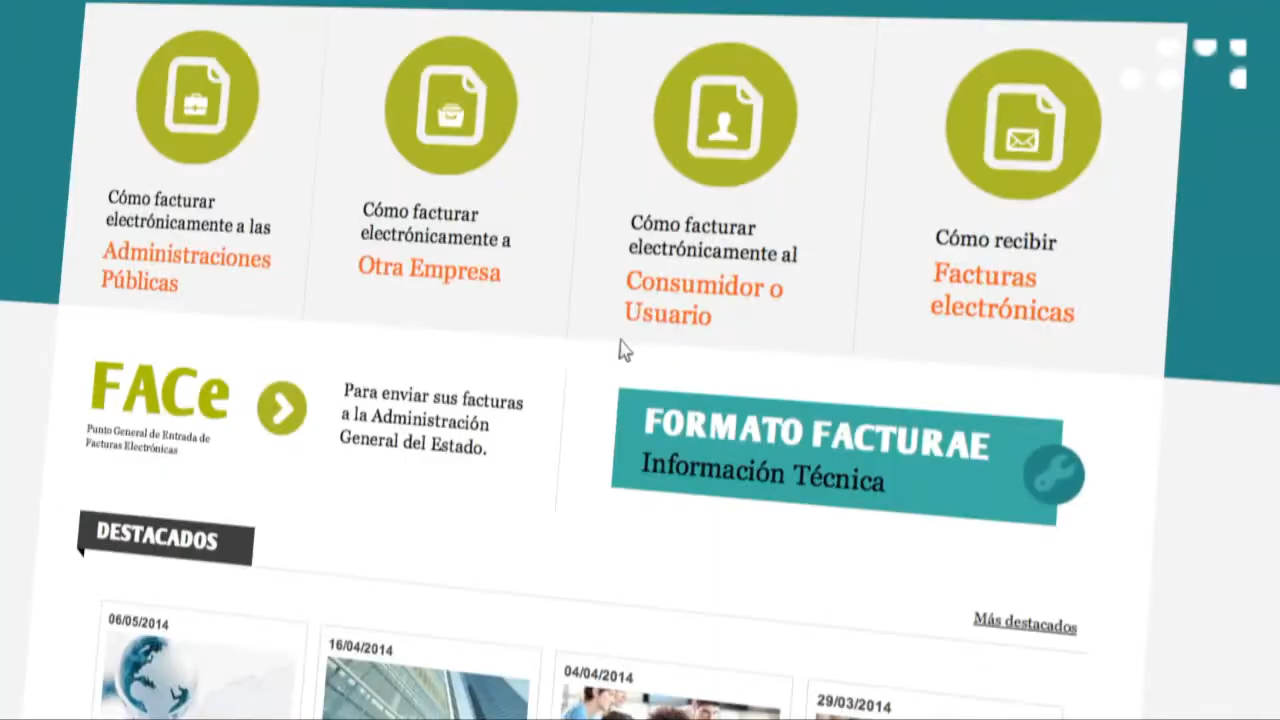 Cómo facturar
electrónicamente a las
Administraciones
Públicas
Cómo facturar
electrónicamente a
Otra Empresa
Cómo facturar
electrónicamente al
Consumidor o
Usuario
Cómo recibir
Facturas
electrónicas
FACe
Punto General de Entrada de
Facturas Electrónicas
Para enviar sus facturas
a la Administración
General del Estado.
FORMATO FACTURAE
Información Técnica
DESTACADOS
Más destacados
06/05/2014
16/04/2014
04/04/2014
29/03/2014